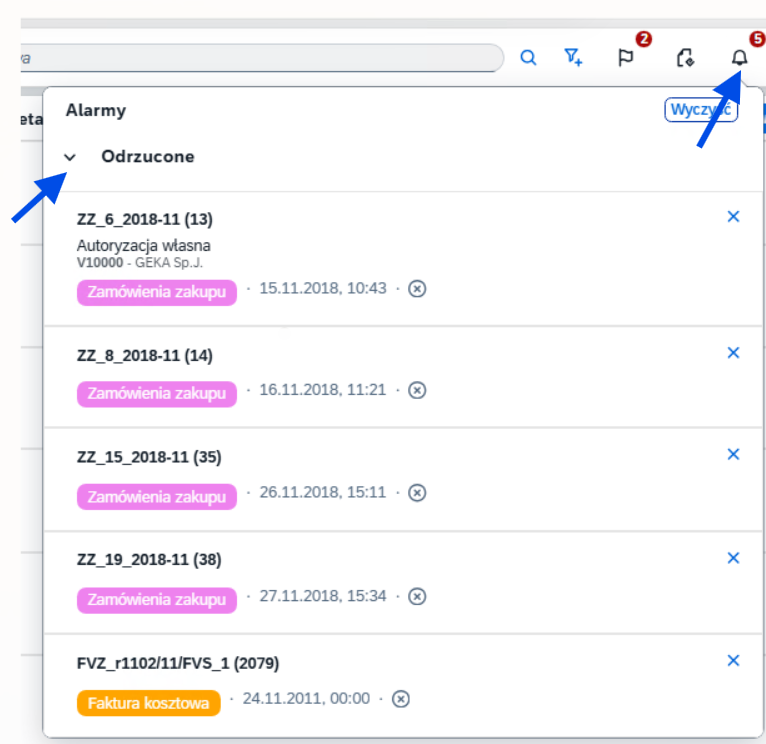 2
5
Alarmy
Wyczyść
Odrzucone
ZZ_6_2018-11 (13)
Autoryzacja własna
V10000 - GEKA Sp.J.
Zamówienia zakupu · 15.11.2018, 10:43 ·
ZZ_8_2018-11 (14)
Zamówienia zakupu · 16.11.2018, 11:21 ·
ZZ_15_2018-11 (35)
Zamówienia zakupu · 26.11.2018, 15:11 ·
ZZ_19_2018-11 (38)
Zamówienia zakupu · 27.11.2018, 15:34 ·
FVZ_r1102/11/FVS_1 (2079)
Faktura kosztowa · 24.11.2011, 00:00 ·